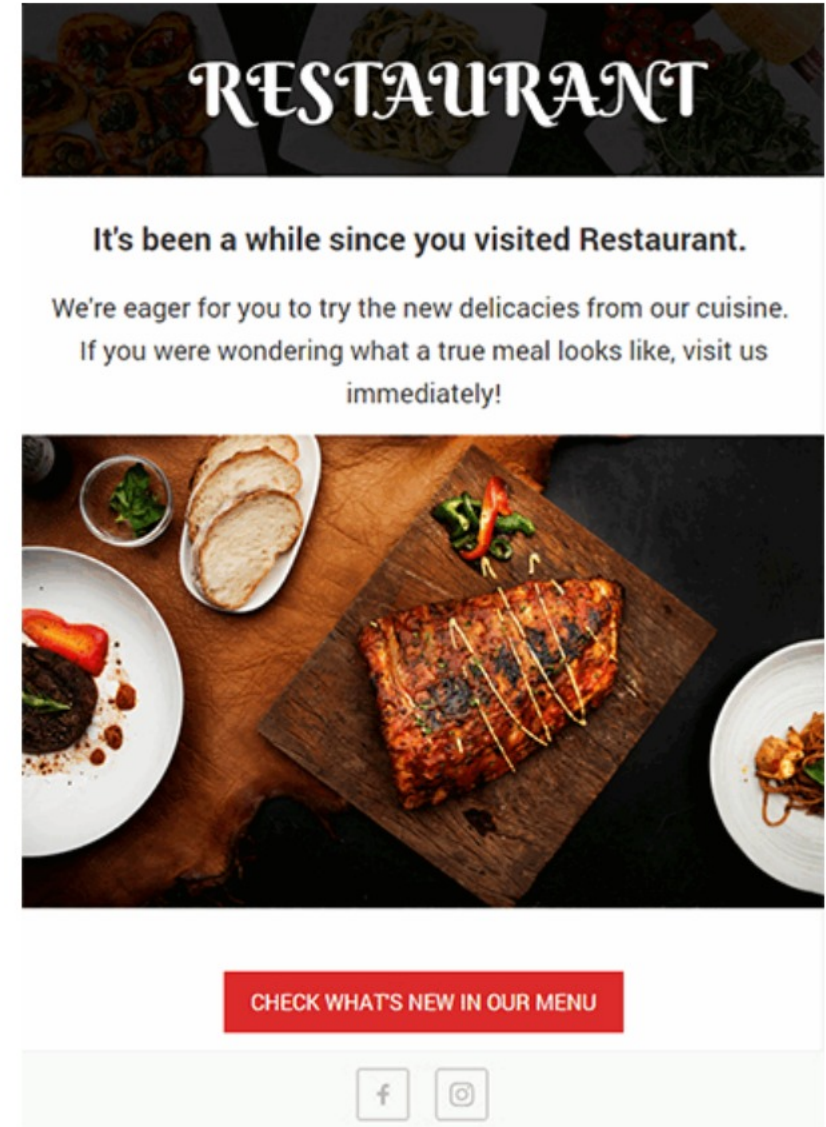 RESTAURANT
It's been a while since you visited Restaurant.
We're eager for you to try the new delicacies from our cuisine.
If you were wondering what a true meal looks like, visit us
immediately!
CHECK WHAT'S NEW IN OUR MENU